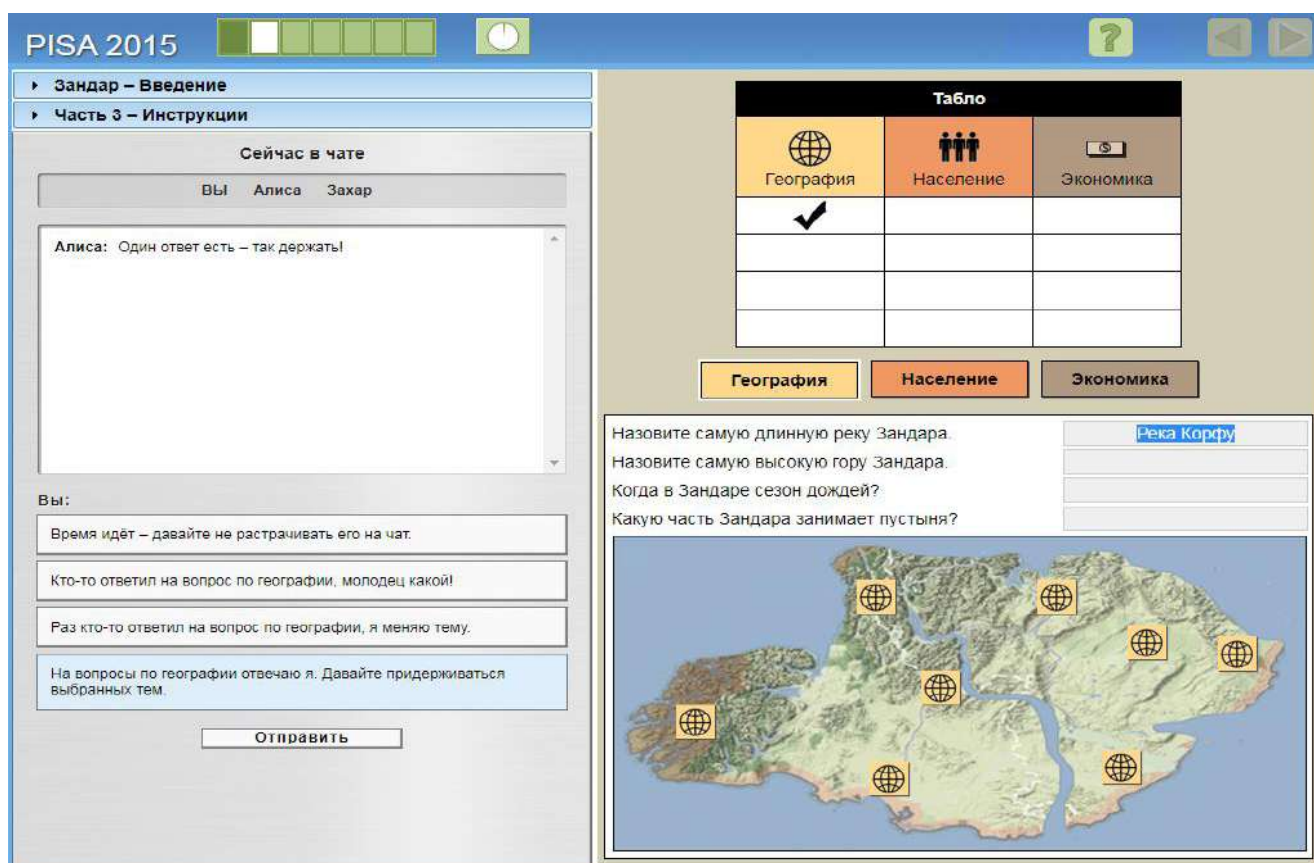 PISA 2015
?
Зандар – Введение
Часть 3 – Инструкции
Сейчас в чате
ВЫ Алиса Захар
Алиса: Один ответ есть – так держать!
Вы:
Время идёт – давайте не растрачивать его на чат.
Кто-то ответил на вопрос по географии, молодец какой!
Раз кто-то ответил на вопрос по географии, я меняю тему.
На вопросы по географии отвечаю я. Давайте придерживаться
выбранных тем.
Отправить
Табло
География Население Экономика
География Население Экономика
Назовите самую длинную реку Зандара. Река Корфу
Назовите самую высокую гору Зандара.
Когда в Зандаре сезон дождей?
Какую часть Зандара занимает пустыня?